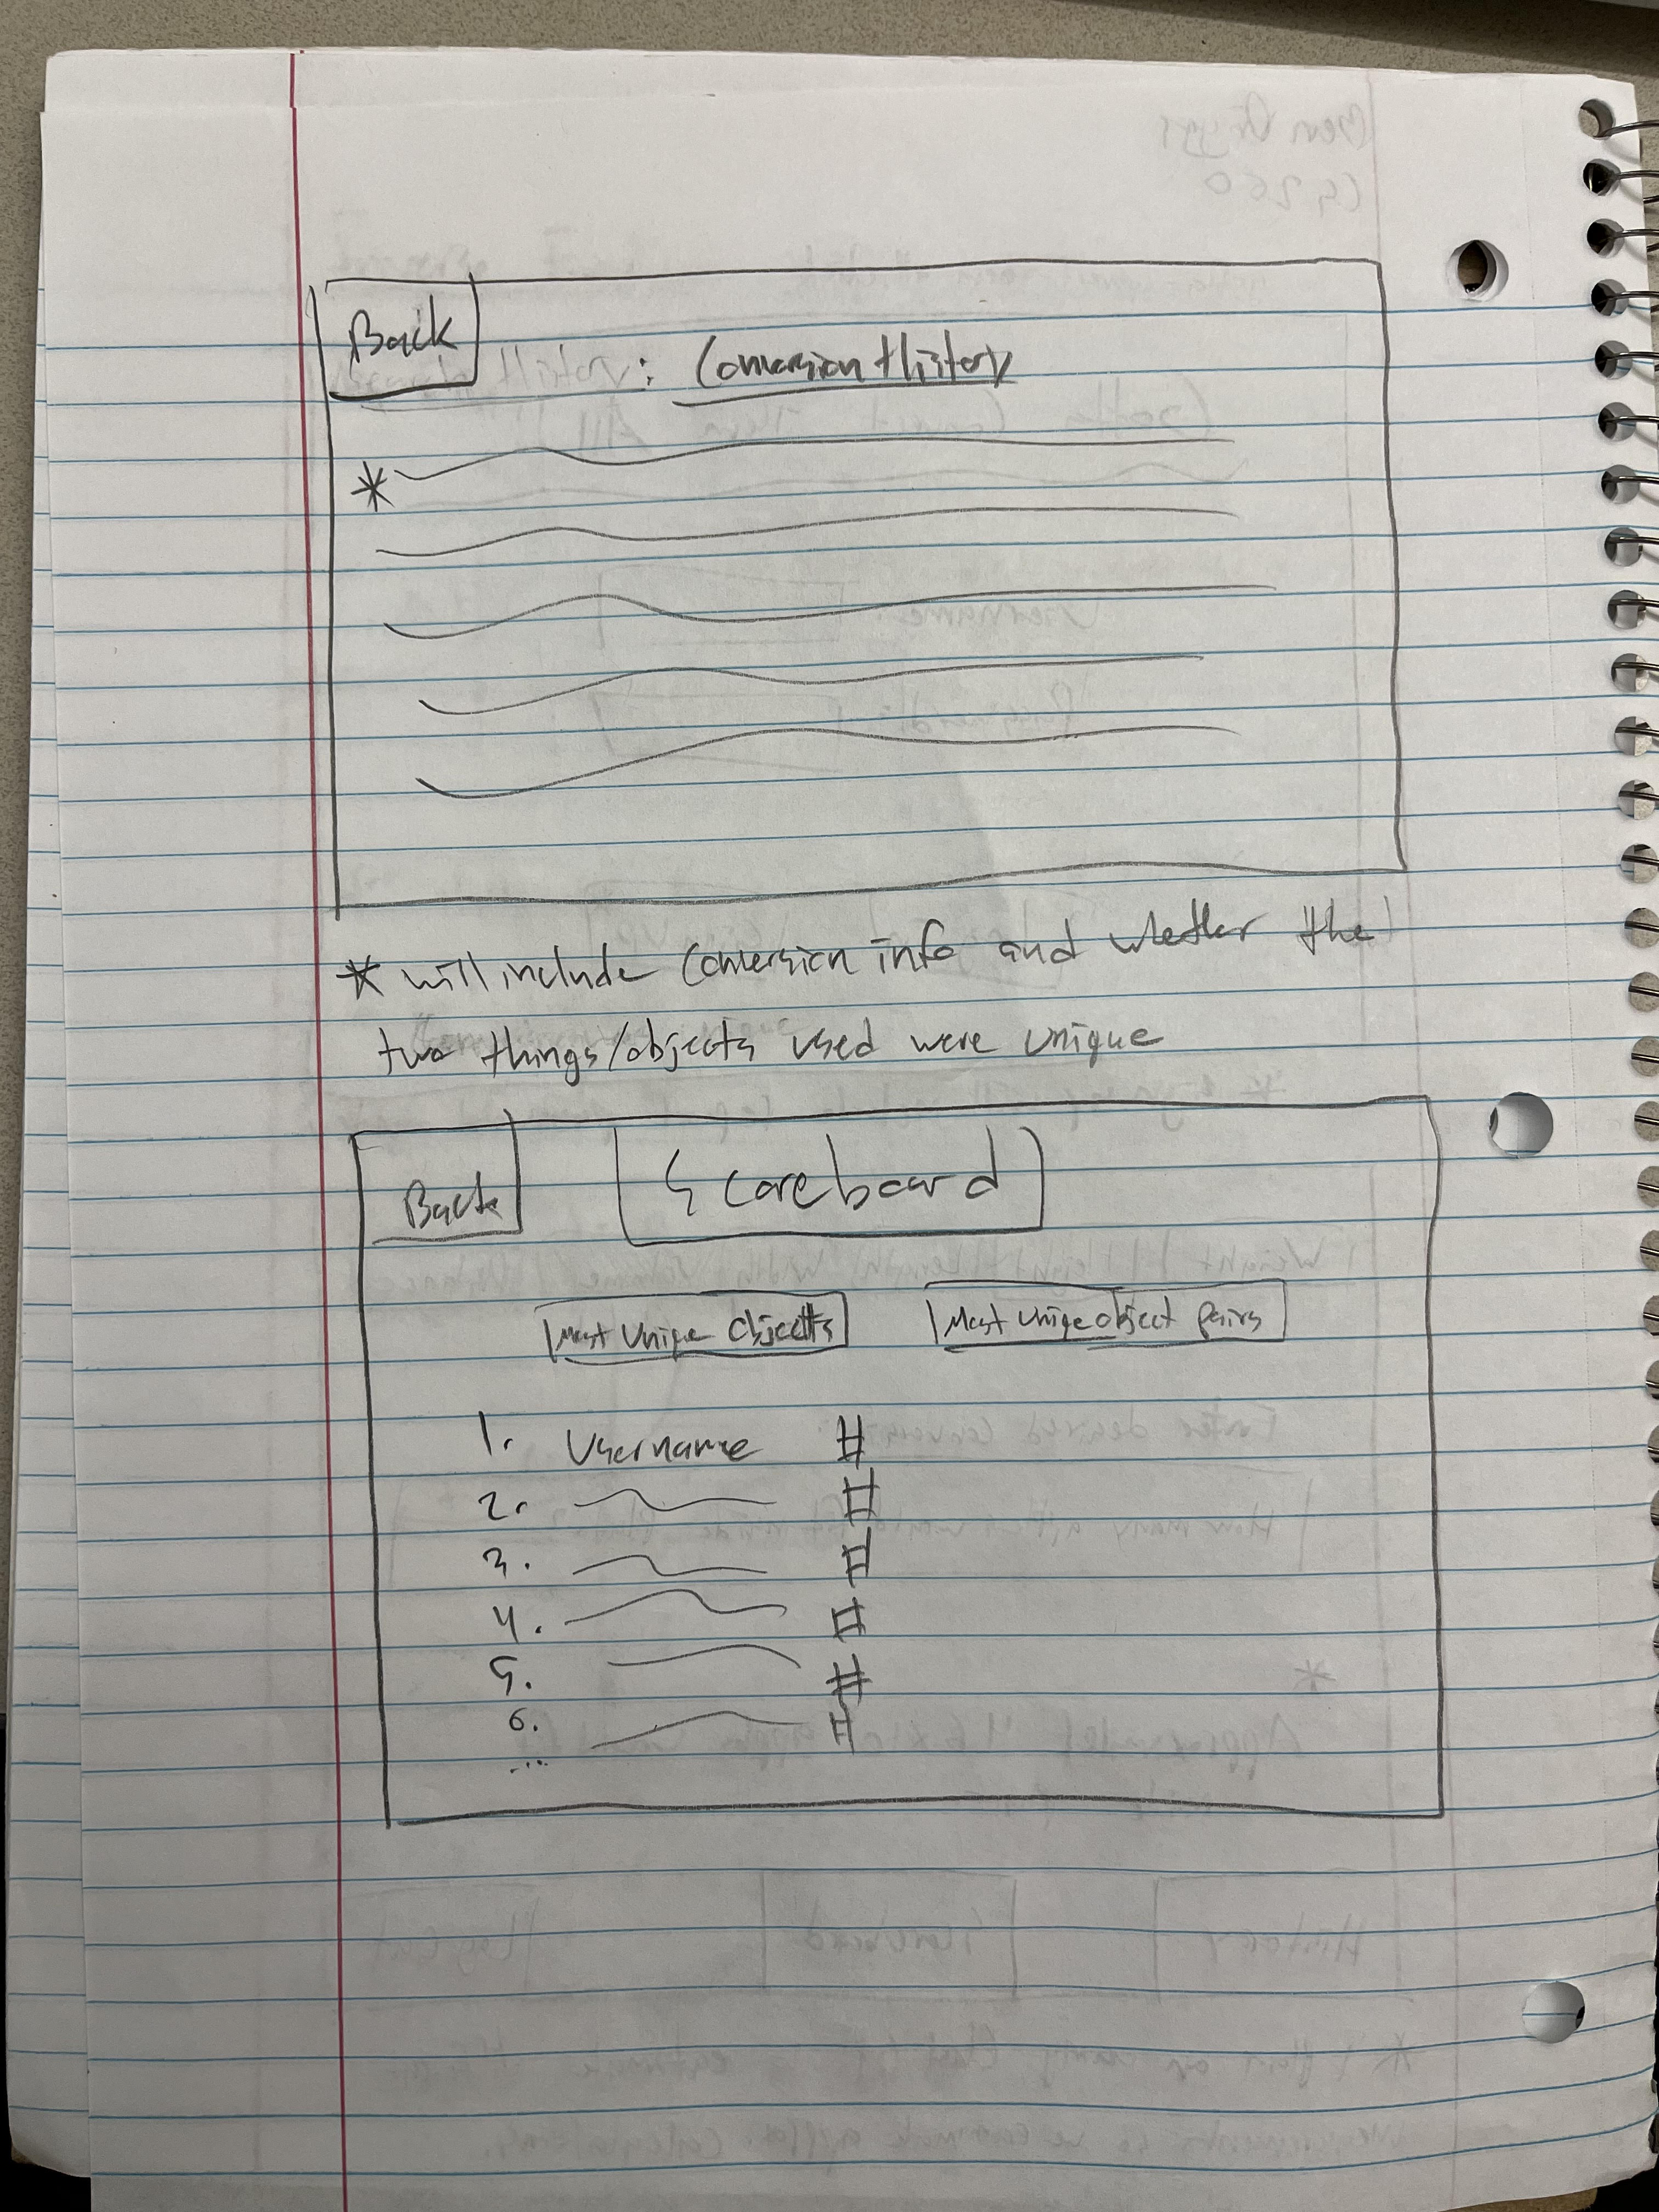 Back
Conversion History
*
* will include conversion info and whether the
two things/objects used were unique
Back
Scoreboard
Most Unique Objects
Most Unique object pairs
1. Username #
2. #
3. #
4. #
5. #
6. #
...